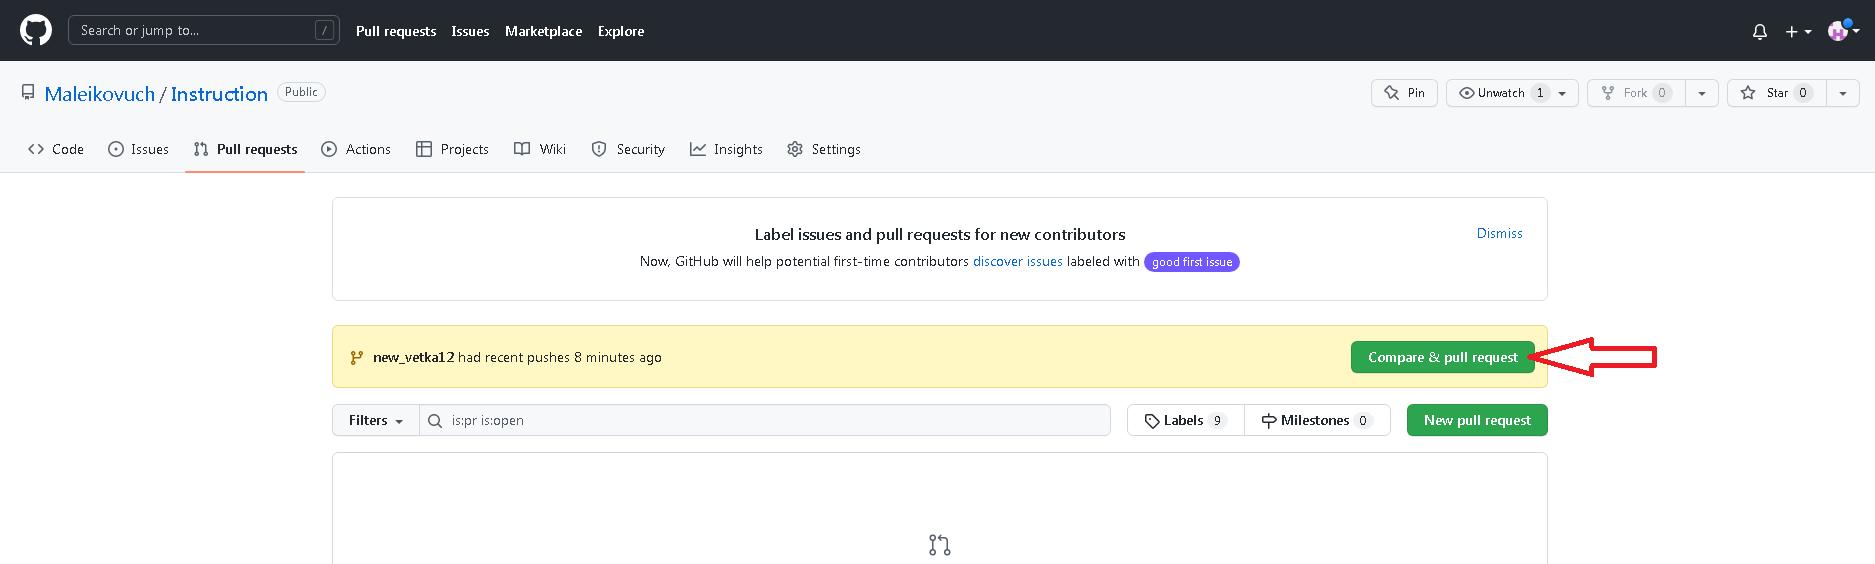 Search or jump to... / Pull requests Issues Marketplace Explore
Maleikovuch / Instruction Public Pin Unwatch 1 Fork 0 Star 0
Code Issues Pull requests Actions Projects Wiki Security Insights Settings
Label issues and pull requests for new contributors Dismiss
Now, GitHub will help potential first-time contributors discover issues labeled with good first issue
new_vetka12 had recent pushes 8 minutes ago Compare & pull request
Filters is:pr is:open Labels 9 Milestones 0 New pull request